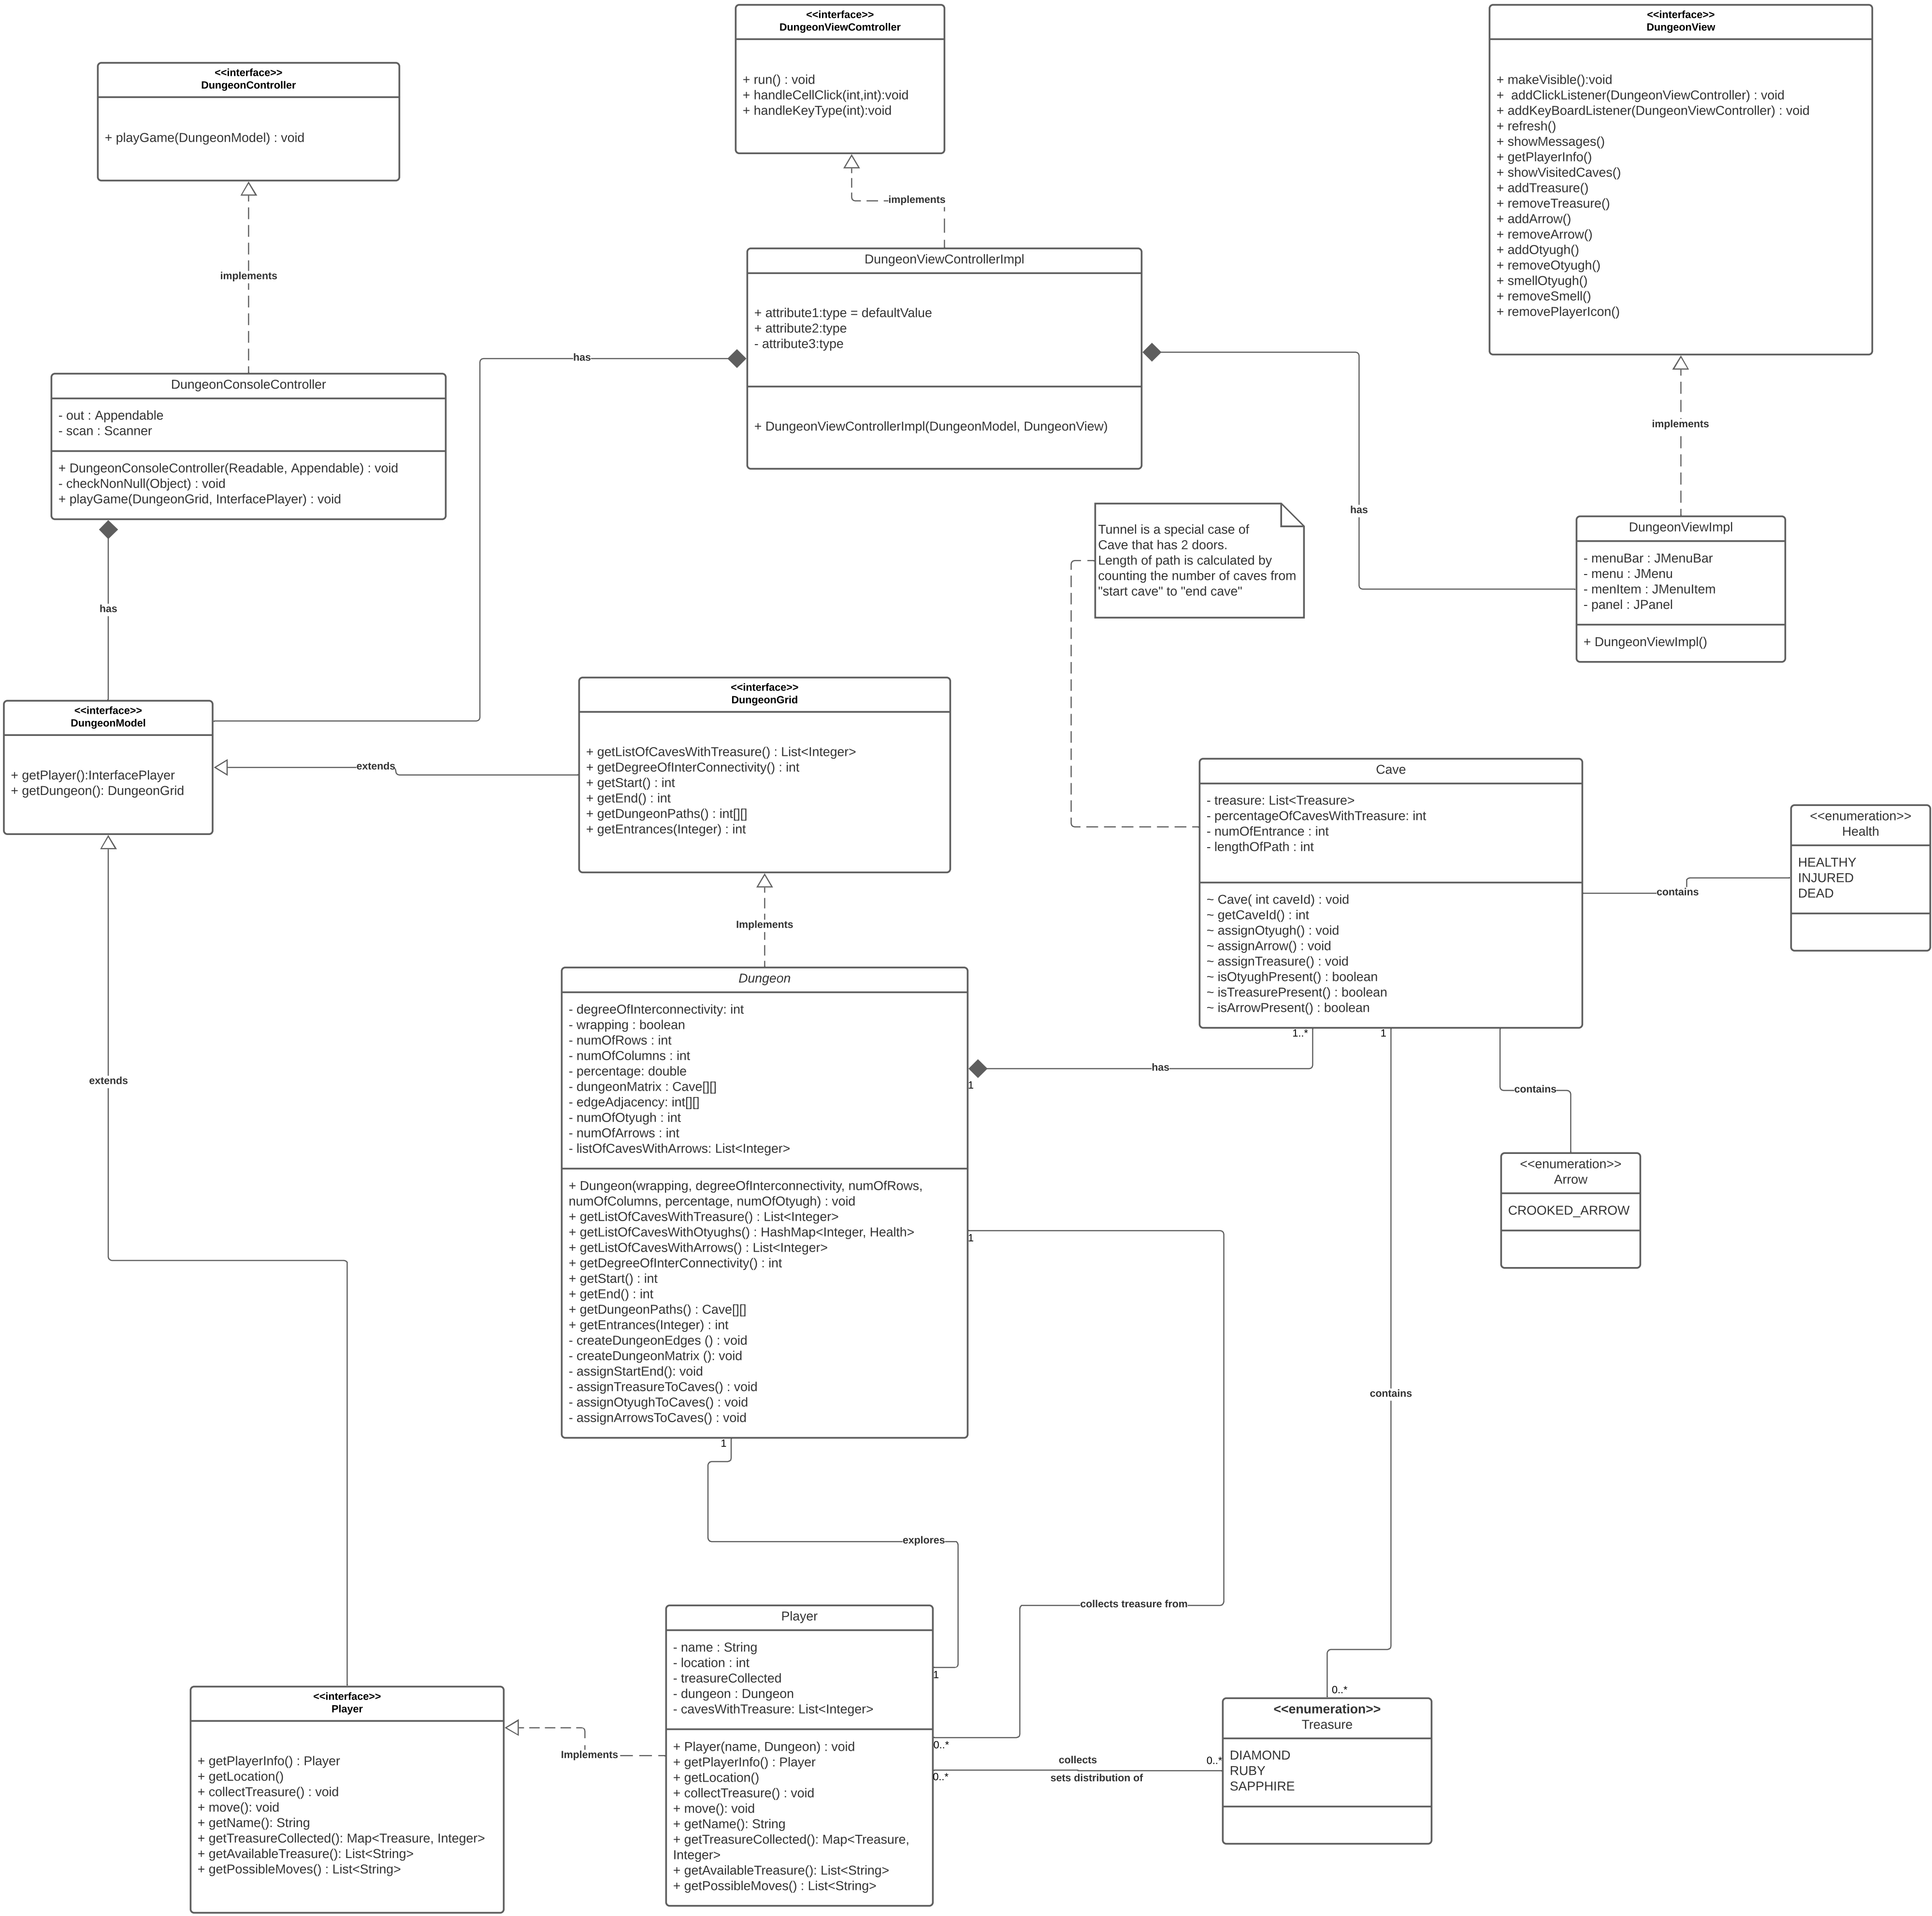 <<interface>>
DungeonViewComtroller
+ run() : void
+ handleCellClick(int,int):void
+ handleKeyType(int):void
<<interface>>
DungeonView
+ makeVisible():void
+  addClickListener(DungeonViewController) : void
+ addKeyBoardListener(DungeonViewController) : void
+ refresh()
+ showMessages()
+ getPlayerInfo()
+ showVisitedCaves()
+ addTreasure()
+ removeTreasure()
+ addArrow()
+ removeArrow()
+ addOtyugh()
+ removeOtyugh()
+ smellOtyugh()
+ removeSmell()
+ removePlayerIcon()
<<interface>>
DungeonController
+ playGame(DungeonModel) : void
implements
implements
implements
DungeonViewControllerImpl
+ attribute1:type = defaultValue
+ attribute2:type
- attribute3:type
+ DungeonViewControllerImpl(DungeonModel, DungeonView)
has
has
DungeonConsoleController
- out : Appendable
- scan : Scanner
+ DungeonConsoleController(Readable, Appendable) : void
- checkNonNull(Object) : void
+ playGame(DungeonGrid, InterfacePlayer) : void
has
Tunnel is a special case of
Cave that has 2 doors.
Length of path is calculated by
counting the number of caves from
"start cave" to "end cave"
DungeonViewImpl
- menuBar : JMenuBar
- menu : JMenu
- menItem : JMenuItem
- panel : JPanel
+ DungeonViewImpl()
<<interface>>
DungeonModel
+ getPlayer():InterfacePlayer
+ getDungeon(): DungeonGrid
extends
<<interface>>
DungeonGrid
+ getListOfCavesWithTreasure() : List<Integer>
+ getDegreeOfInterConnectivity() : int
+ getStart() : int
+ getEnd() : int
+ getDungeonPaths() : int[][]
+ getEntrances(Integer) : int
Implements
Cave
- treasure: List<Treasure>
- percentageOfCavesWithTreasure: int
- numOfEntrance : int
- lengthOfPath : int
~ Cave( int caveId) : void
~ getCaveId() : int
~ assignOtyugh() : void
~ assignArrow() : void
~ assignTreasure() : void
~ isOtyughPresent() : boolean
~ isTreasurePresent() : boolean
~ isArrowPresent() : boolean
contains
<<enumeration>>
Health
HEALTHY
INJURED
DEAD
1..*
1
has
1
contains
<<enumeration>>
Arrow
CROOKED_ARROW
Dungeon
- degreeOfInterconnectivity: int
- wrapping : boolean
- numOfRows : int
- numOfColumns : int
- percentage: double
- dungeonMatrix : Cave[][]
- edgeAdjacency: int[][]
- numOfOtyugh : int
- numOfArrows : int
- listOfCavesWithArrows: List<Integer>
+ Dungeon(wrapping, degreeOfInterconnectivity, numOfRows,
numOfColumns, percentage, numOfOtyugh) : void
+ getListOfCavesWithTreasure() : List<Integer>
+ getListOfCavesWithOtyughs() : HashMap<Integer, Health>
+ getListOfCavesWithArrows() : List<Integer>
+ getDegreeOfInterConnectivity() : int
+ getStart() : int
+ getEnd() : int
+ getDungeonPaths() : Cave[][]
+ getEntrances(Integer) : int
- createDungeonEdges () : void
- createDungeonMatrix (): void
- assignStartEnd(): void
- assignTreasureToCaves() : void
- assignOtyughToCaves() : void
- assignArrowsToCaves() : void
1
extends
contains
1
explores
collects treasure from
1
0..*
Player
- name : String
- location : int
- treasureCollected
- dungeon : Dungeon
- cavesWithTreasure: List<Integer>
+ Player(name, Dungeon) : void
+ getPlayerInfo() : Player
+ getLocation()
+ collectTreasure() : void
+ move(): void
+ getName(): String
+ getTreasureCollected(): Map<Treasure,
Integer>
+ getAvailableTreasure(): List<String>
+ getPossibleMoves() : List<String>
0..*
0..*
collects
sets distribution of
0..*
<<enumeration>>
Treasure
DIAMOND
RUBY
SAPPHIRE
Implements
<<interface>>
Player
+ getPlayerInfo() : Player
+ getLocation()
+ collectTreasure() : void
+ move(): void
+ getName(): String
+ getTreasureCollected(): Map<Treasure, Integer>
+ getAvailableTreasure(): List<String>
+ getPossibleMoves() : List<String>